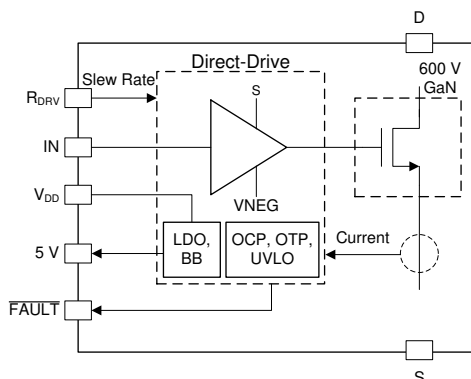 D
Direct-Drive
600 V
GaN
Slew Rate
RDRV
S
IN
VDD
VNEG
LDO,
BB
OCP, OTP,
UVLO
Current
5 V
FAULT
S